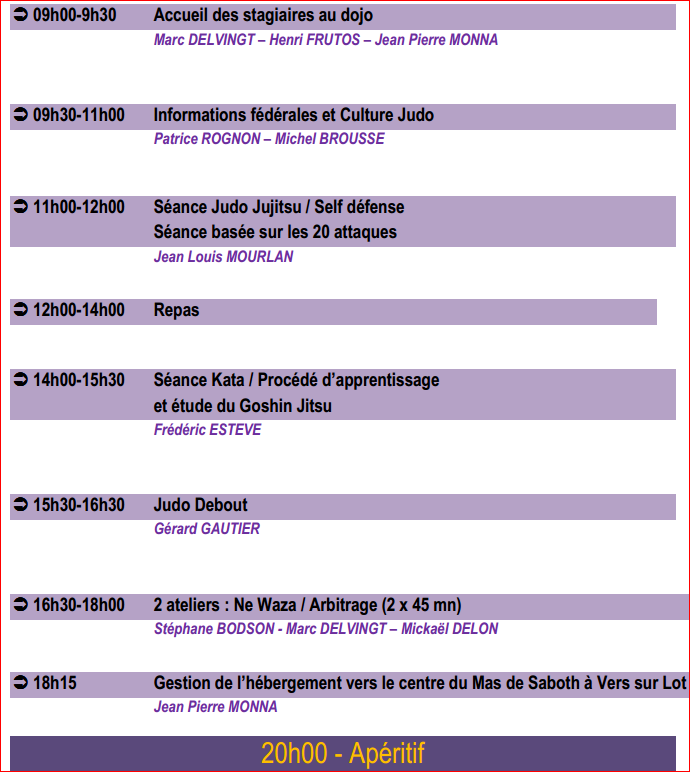 ➲ 09h00-9h30 Accueil des stagiaires au dojo
Marc DELVINGT – Henri FRUTOS – Jean Pierre MONNA
➲ 09h30-11h00 Informations fédérales et Culture Judo
Patrice ROGNON – Michel BROUSSE
➲ 11h00-12h00 Séance Judo Jujitsu / Self défense
Séance basée sur les 20 attaques
Jean Louis MOURLAN
➲ 12h00-14h00 Repas
➲ 14h00-15h30 Séance Kata / Procédé d’apprentissage
et étude du Goshin Jitsu
Frédéric ESTEVE
➲ 15h30-16h30 Judo Debout
Gérard GAUTIER
➲ 16h30-18h00 2 ateliers : Ne Waza / Arbitrage (2 x 45 mn)
Stéphane BODSON - Marc DELVINGT – Mickaël DELON
➲ 18h15 Gestion de l’hébergement vers le centre du Mas de Saboth à Vers sur Lot
Jean Pierre MONNA
20h00 - Apéritif